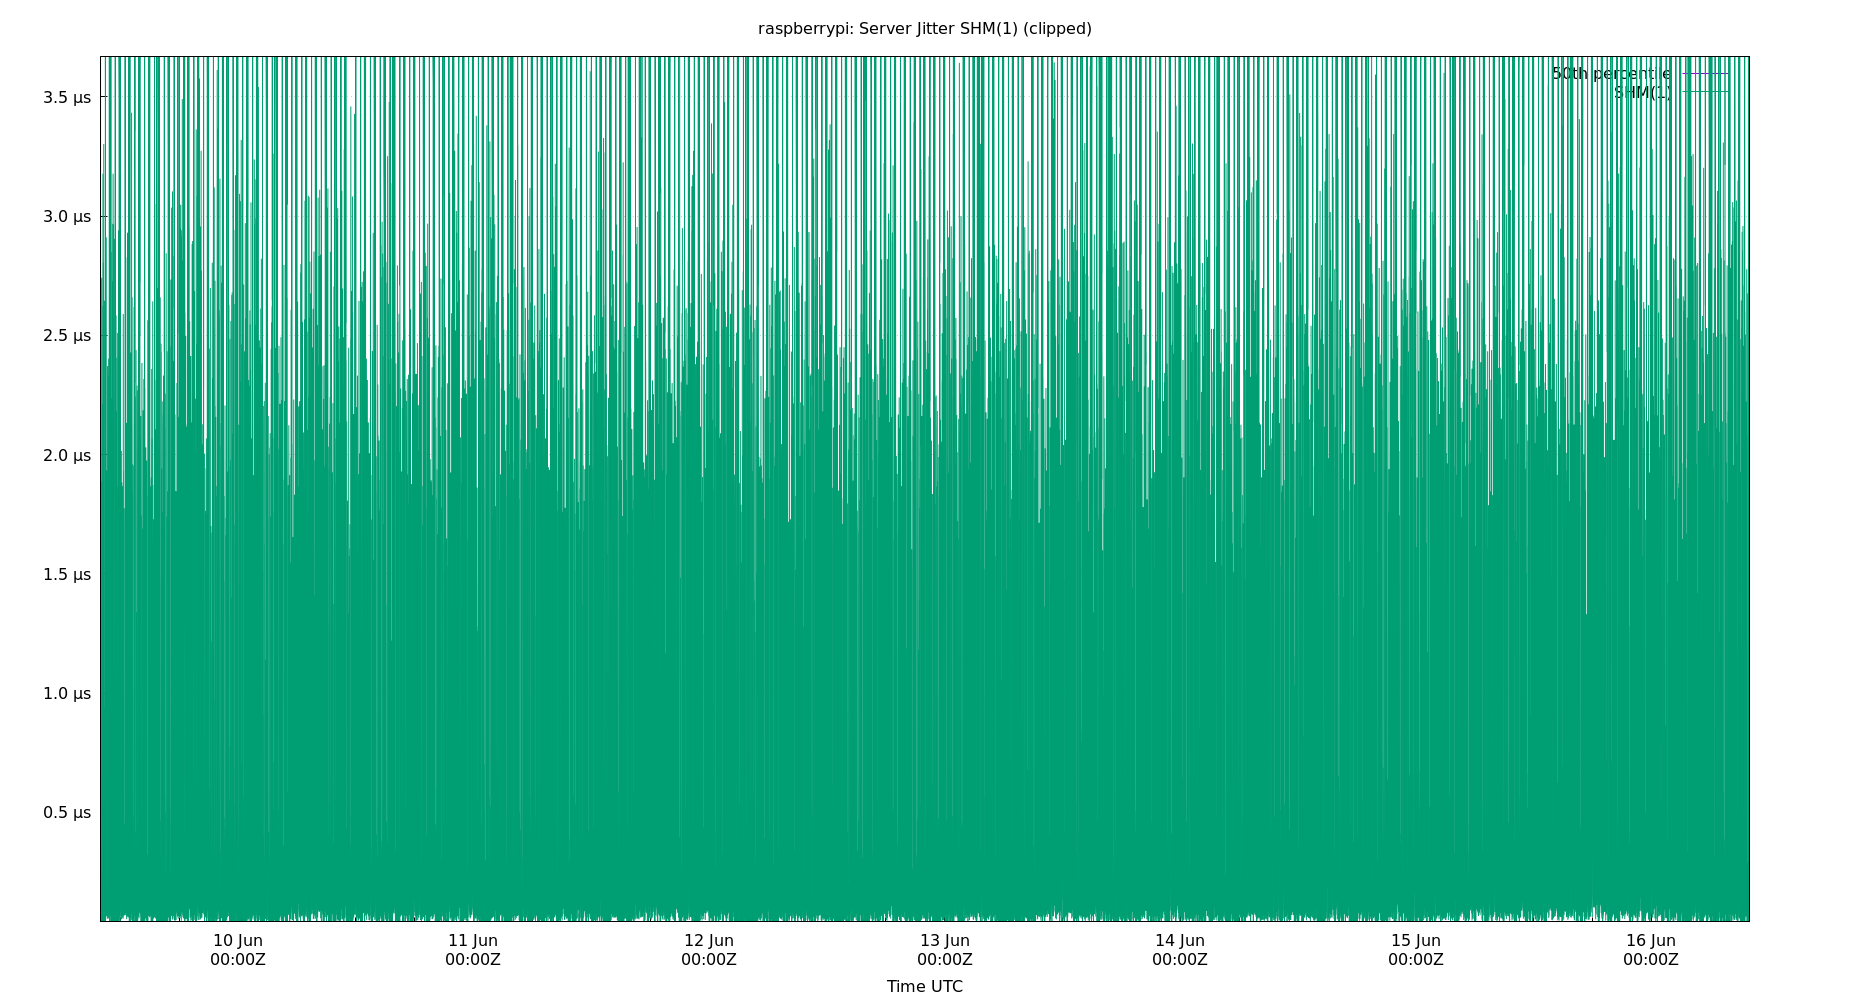 raspberrypi: Server Jitter SHM(1) (clipped)
50th percentile
SHM(1)
3.5 µs
3.0 µs
2.5 µs
2.0 µs
1.5 µs
1.0 µs
0.5 µs
10 Jun 11 Jun 12 Jun 13 Jun 14 Jun 15 Jun 16 Jun
00:00Z 00:00Z 00:00Z 00:00Z 00:00Z 00:00Z 00:00Z
Time UTC